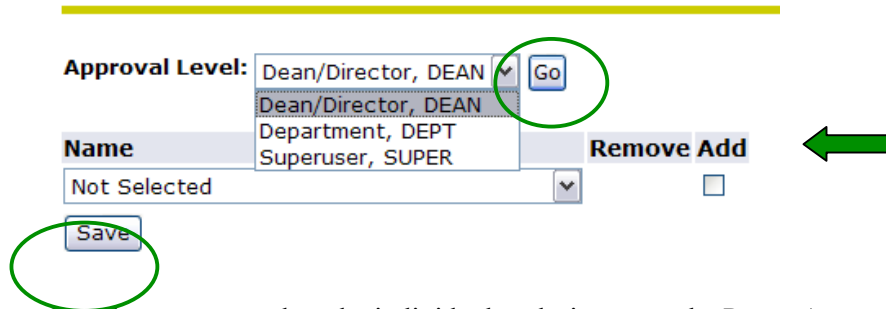 Approval Level: Dean/Director, DEAN Go
Dean/Director, DEAN
Department, DEPT
Superuser, SUPER
Name Remove Add
Not Selected
Save